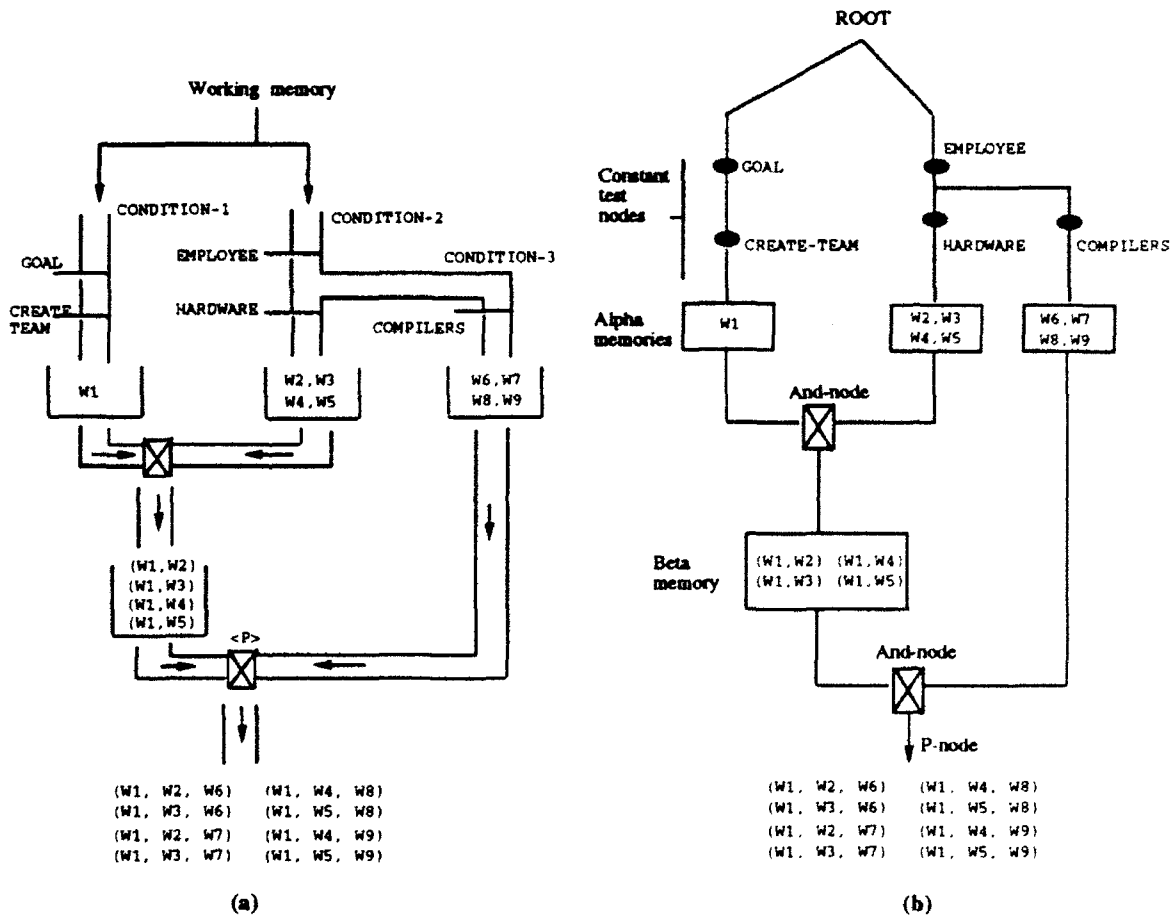 Working memory
CONDITION-1
CONDITION-2
EMPLOYEE
CONDITION-3
GOAL
CREATE
TEAM
HARDWARE
COMPILERS
W1
W2,W3
W4,W5
W6,W7
W8,W9
(W1,W2)
(W1,W3)
(W1,W4)
(W1,W5)
<P>
(W1, W2, W6) (W1, W4, W8)
(W1, W3, W6) (W1, W5, W8)
(W1, W2, W7) (W1, W4, W9)
(W1, W3, W7) (W1, W5, W9)
(a)
ROOT
EMPLOYEE
Constant
test
nodes
GOAL
CREATE-TEAM
HARDWARE
COMPILERS
Alpha
memories
W1
W2,W3
W4,W5
W6,W7
W8,W9
And-node
Beta
memory
(W1,W2) (W1,W4)
(W1,W3) (W1,W5)
And-node
P-node
(W1, W2, W6) (W1, W4, W8)
(W1, W3, W6) (W1, W5, W8)
(W1, W2, W7) (W1, W4, W9)
(W1, W3, W7) (W1, W5, W9)
(b)